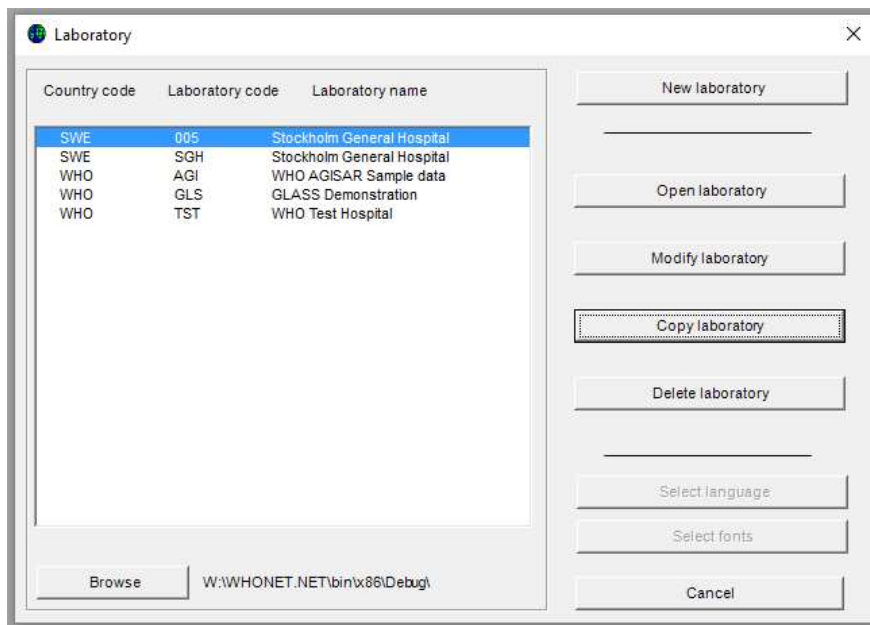 Laboratory
Country code Laboratory code Laboratory name
SWE 005 Stockholm General Hospital
SWE SGH Stockholm General Hospital
WHO AGI WHO AGISAR Sample data
WHO GLS GLASS Demonstration
WHO TST WHO Test Hospital
Browse W:\WHONET.NET\bin\x86\Debug\
New laboratory
Open laboratory
Modify laboratory
Copy laboratory
Delete laboratory
Select language
Select fonts
Cancel